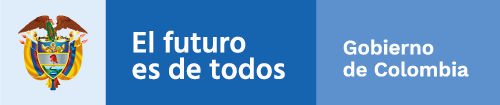 El futuro
es de todos
Gobierno
de Colombia